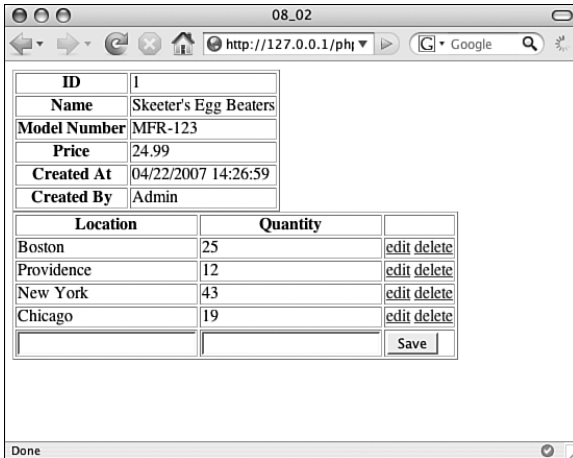 08_02
http://127.0.0.1/phj
G Google
ID 1
Name Skeeter's Egg Beaters
Model Number MFR-123
Price 24.99
Created At 04/22/2007 14:26:59
Created By Admin
Location Quantity
Boston 25 edit delete
Providence 12 edit delete
New York 43 edit delete
Chicago 19 edit delete
Save
Done